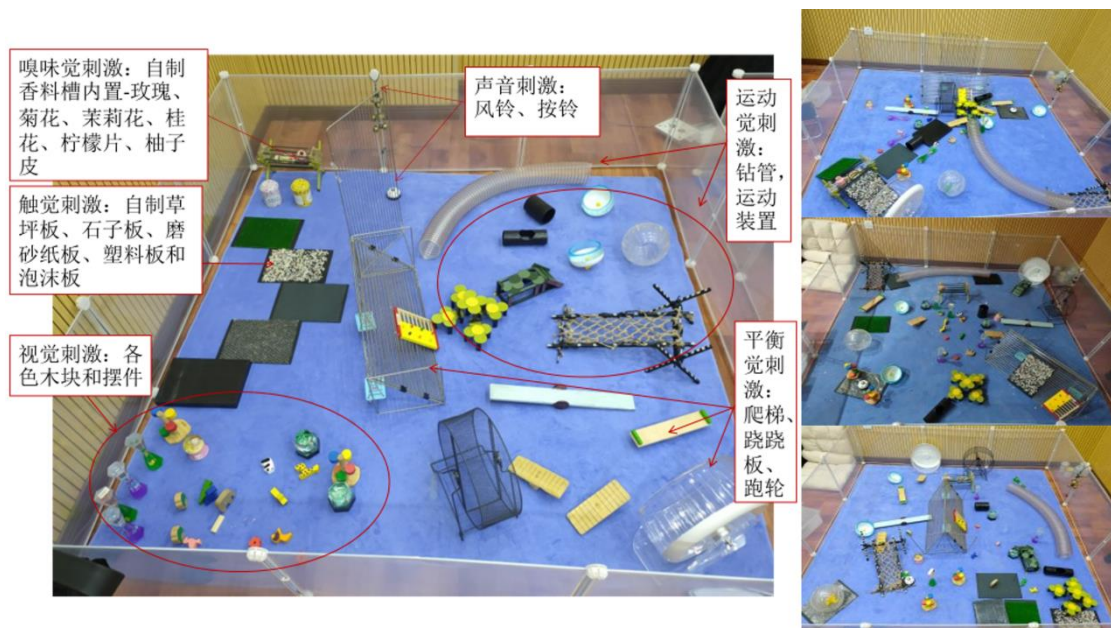 嗅味觉刺激：自制
香料槽内置-玫瑰、
菊花、茉莉花、桂
花、柠檬片、柚子
皮
触觉刺激：自制草
坪板、石子板、磨
砂纸板、塑料板和
泡沫板
视觉刺激：各
色木块和摆件
声音刺激：
风铃、按铃
运动
觉刺
激：
钻管，
运动
装置
平衡
觉刺
激：
爬梯、
跷跷
板、
跑轮